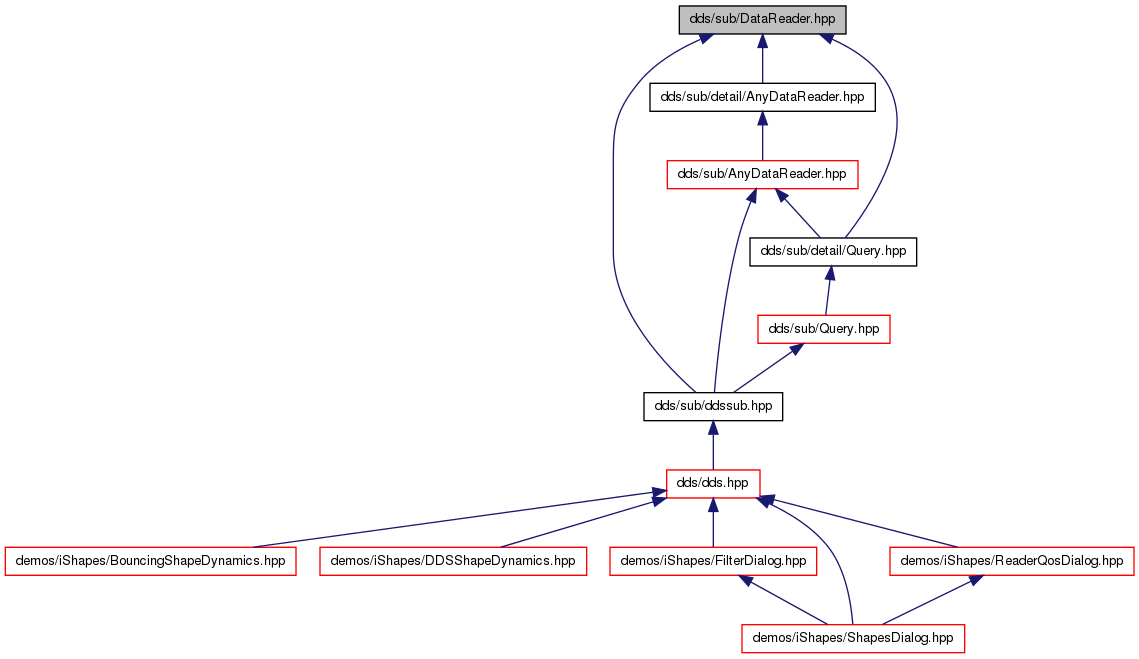 dds/sub/DataReader.hpp
dds/sub/detail/AnyDataReader.hpp
dds/sub/AnyDataReader.hpp
dds/sub/detail/Query.hpp
dds/sub/Query.hpp
dds/sub/ddssub.hpp
dds/dds.hpp
demos/iShapes/BouncingShapeDynamics.hpp
demos/iShapes/DDSShapeDynamics.hpp
demos/iShapes/FilterDialog.hpp
demos/iShapes/ReaderQosDialog.hpp
demos/iShapes/ShapesDialog.hpp